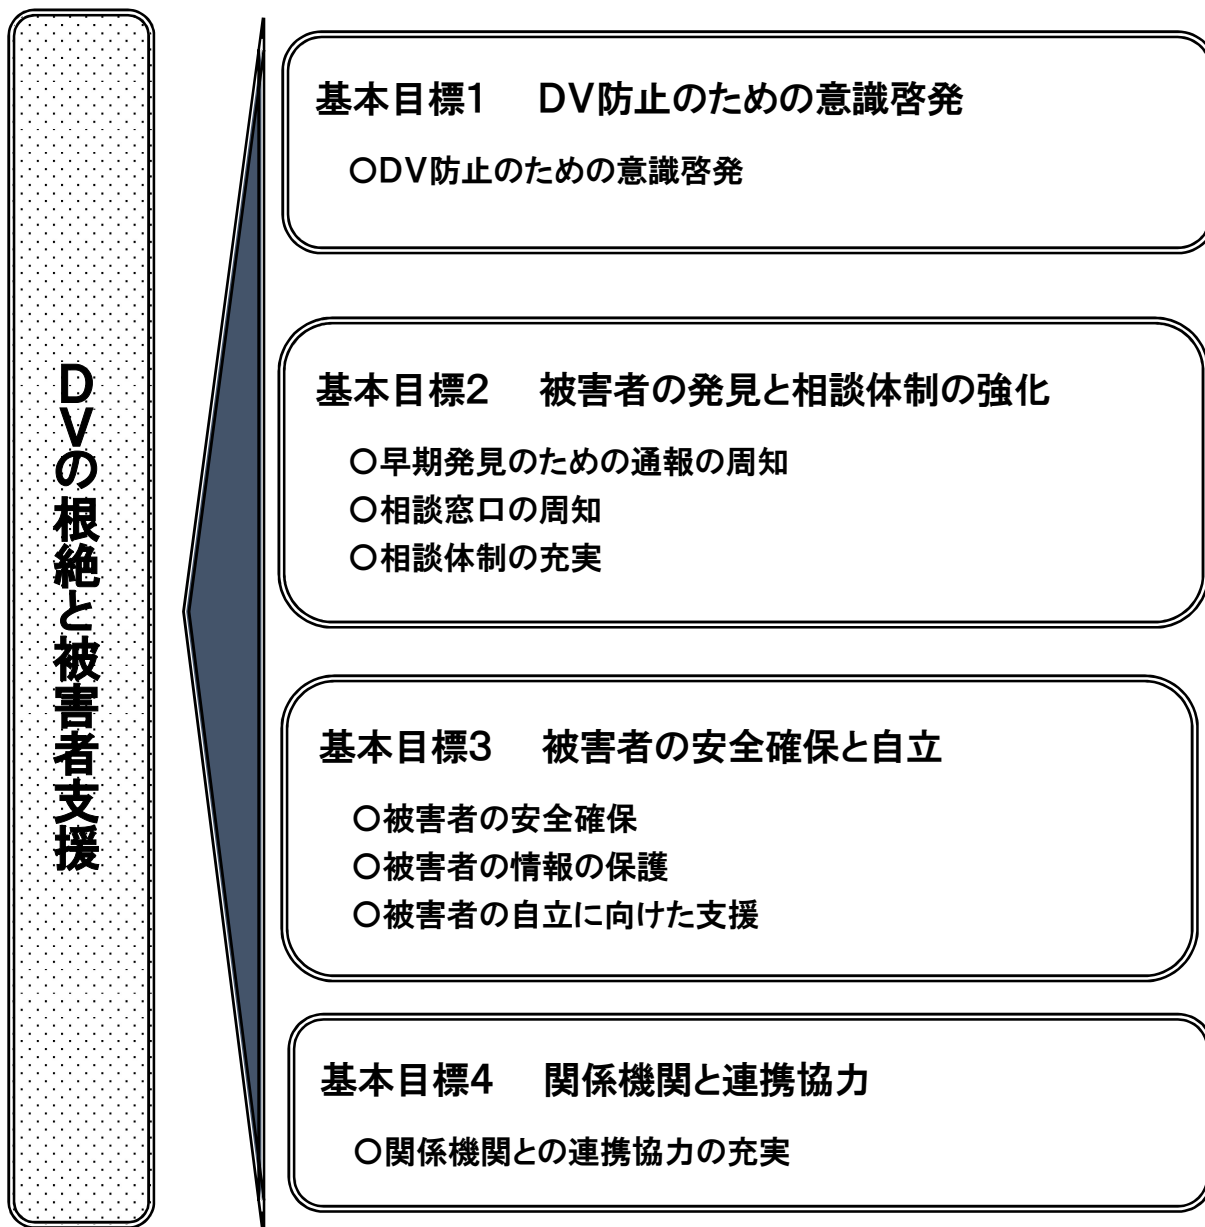 DVの根絶と被害者支援
基本目標1　DV防止のための意識啓発
○DV防止のための意識啓発
基本目標2　被害者の発見と相談体制の強化
○早期発見のための通報の周知
○相談窓口の周知
○相談体制の充実
基本目標3　被害者の安全確保と自立
○被害者の安全確保
○被害者の情報の保護
○被害者の自立に向けた支援
基本目標4　関係機関と連携協力
○関係機関との連携協力の充実